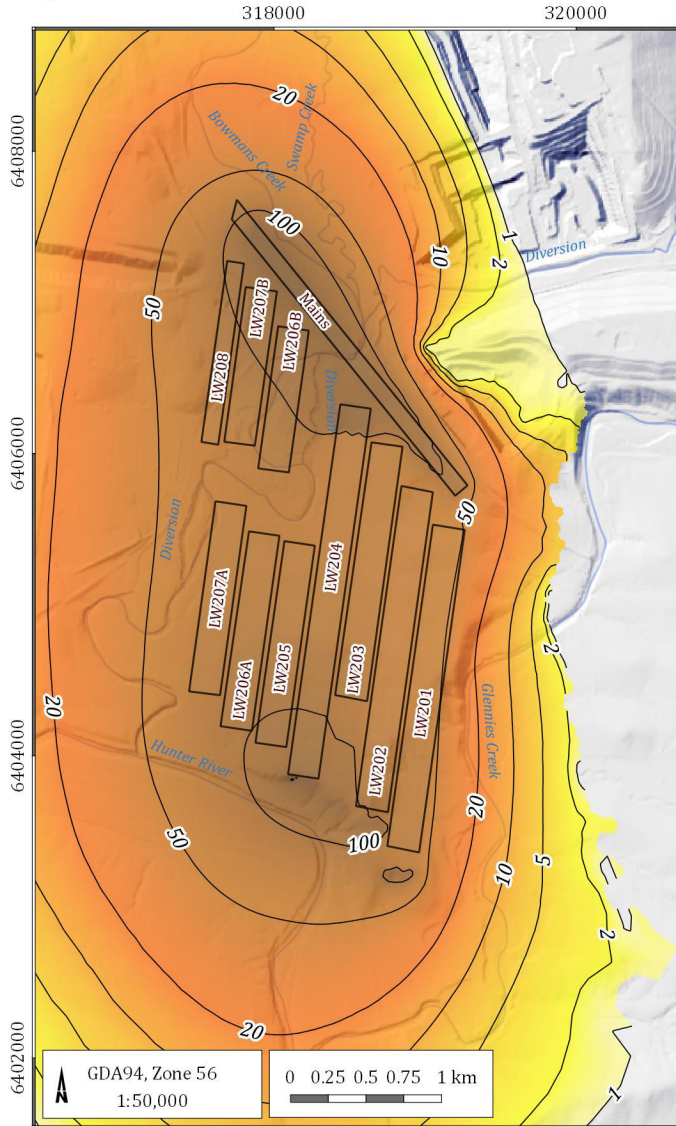 318000
320000
6408000
6406000
6404000
6402000
20
Bowmans Creek
Swamp Creek
100
50
10
1
2
Diversion
Mains
LW207B
LW208
LW206B
Diversion
50
LW204
Diversion
LW207A
LW203
LW205
LW206A
2
LW201
20
Glennies Creek
Hunter River
LW202
20
50
100
10
5
2
20
1
GDA94, Zone 56
1:50,000
0 0.25 0.5 0.75 1 km